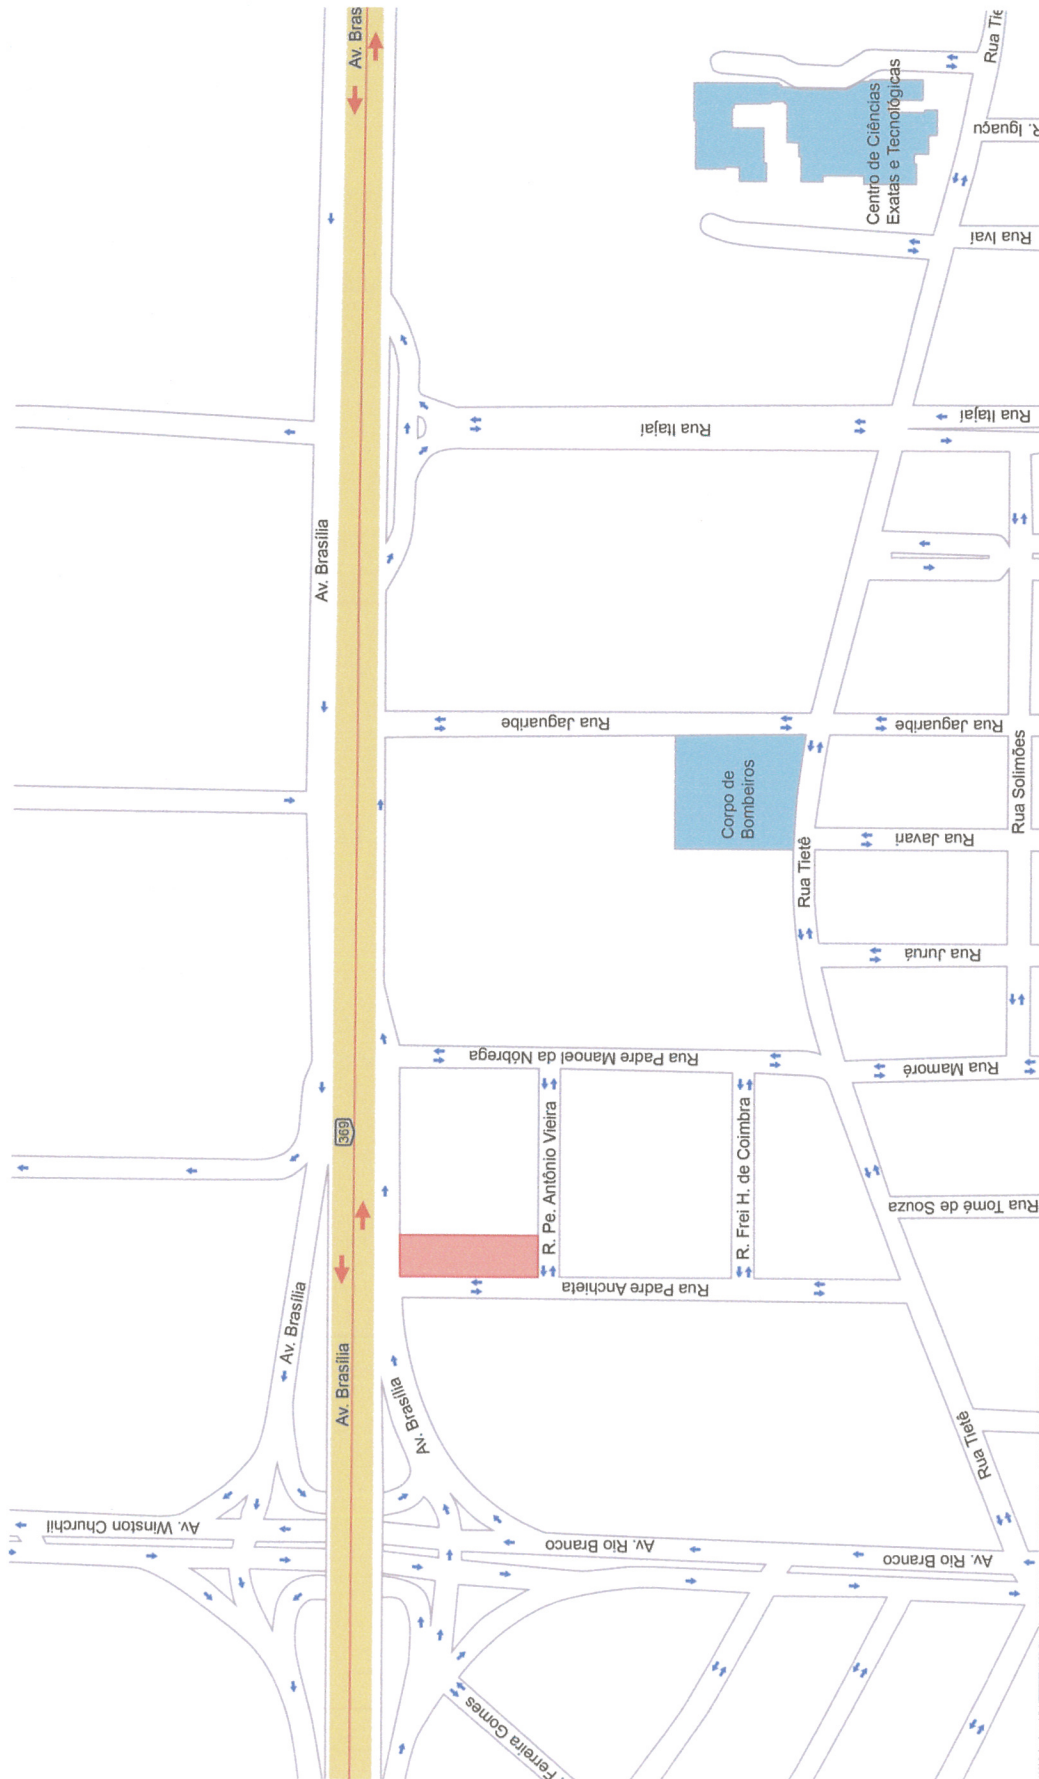 Av. Bras
Rua Tie
R. Iguaçu
Centro de Ciências
Exatas e Tecnológicas
Rua Ivaí
Rua Itajaí
Rua Itajaí
Av. Brasília
Rua Jaguaribe
Rua Jaguaribe
Rua Solimões
Corpo de
Bombeiros
Rua Javari
Rua Tietê
Rua Juruá
Rua Padre Manoel da Nóbrega
Rua Mamoré
369
R. Pe. Antônio Vieira
R. Frei H. de Coimbra
Rua Tomé de Souza
Rua Padre Anchieta
Av. Brasília
Av. Brasília
Av. Brasília
Rua Tietê
Av. Winston Churchil
Av. Rio Branco
Av. Rio Branco
Ferreira Gomes